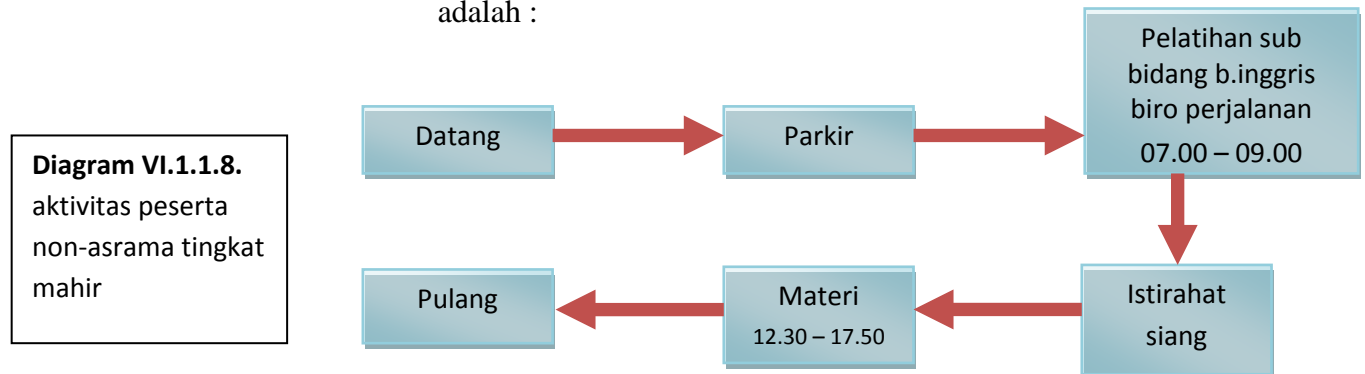 adalah :
Pelatihan sub
bidang b.inggris
biro perjalanan
07.00 – 09.00
Datang
Parkir
Diagram VI.1.1.8.
aktivitas peserta
non-asrama tingkat
mahir
Pulang
Materi
12.30 – 17.50
Istirahat
siang